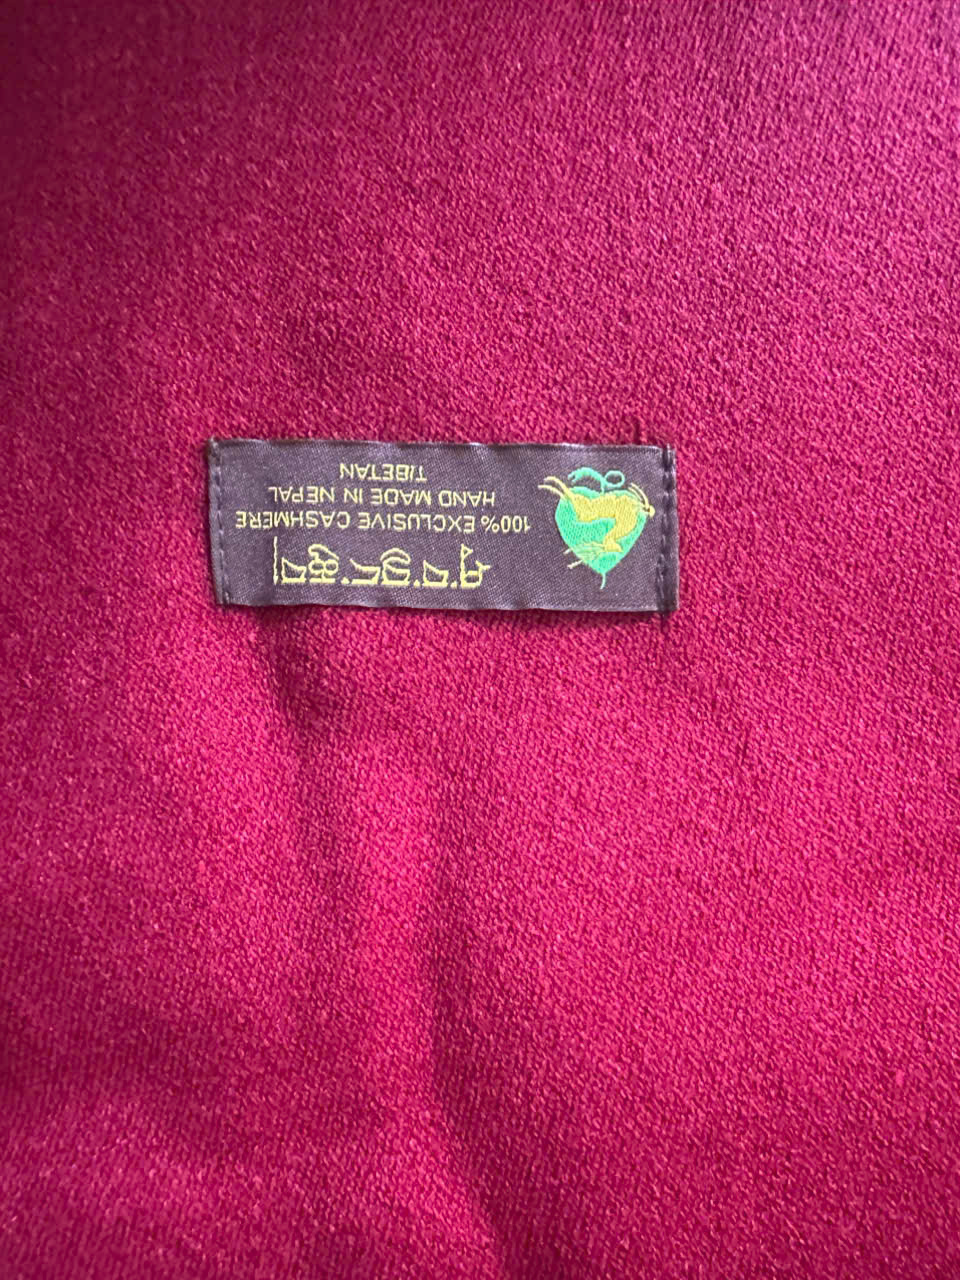 100% EXCLUSIVE CASHMERE
HAND MADE IN NEPAL
TIBETAN